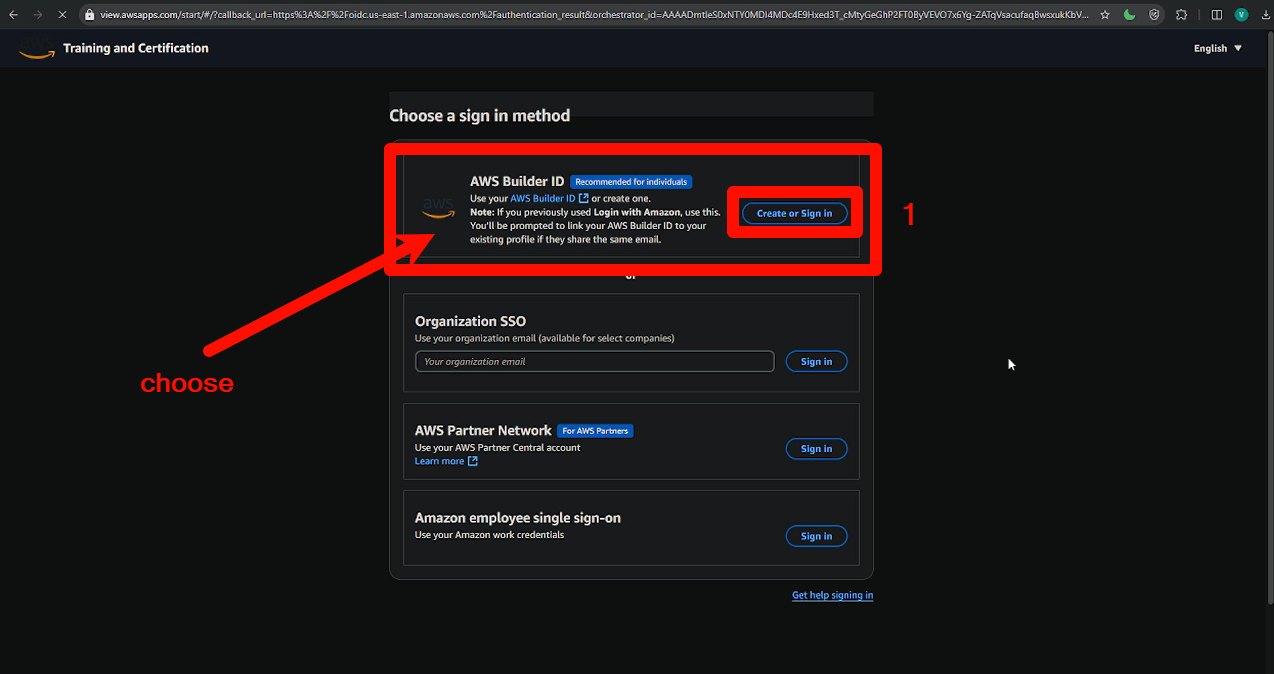 view.awsapps.com/start/#/?callback_url=https%3A%2F%2Foidc.us-east-1.amazonaws.com%2Fauthentication_result&orchestrator_id=
V
Training and Certification
English
Choose a sign in method
AWS Builder ID Recommended for individuals
Use your AWS Builder ID or create one.
Note: If you previously used Login with Amazon, use this.
You'll be prompted to link your AWS Builder ID to your
existing profile if they share the same email.
aws
Create or Sign in
1
or
choose
Organization SSO
Use your organization email (available for select companies)
Your organization email
Sign in
AWS Partner Network For AWS Partners
Use your AWS Partner Central account
Learn more
Sign in
Amazon employee single sign-on
Use your Amazon work credentials
Sign in
Get help signing in